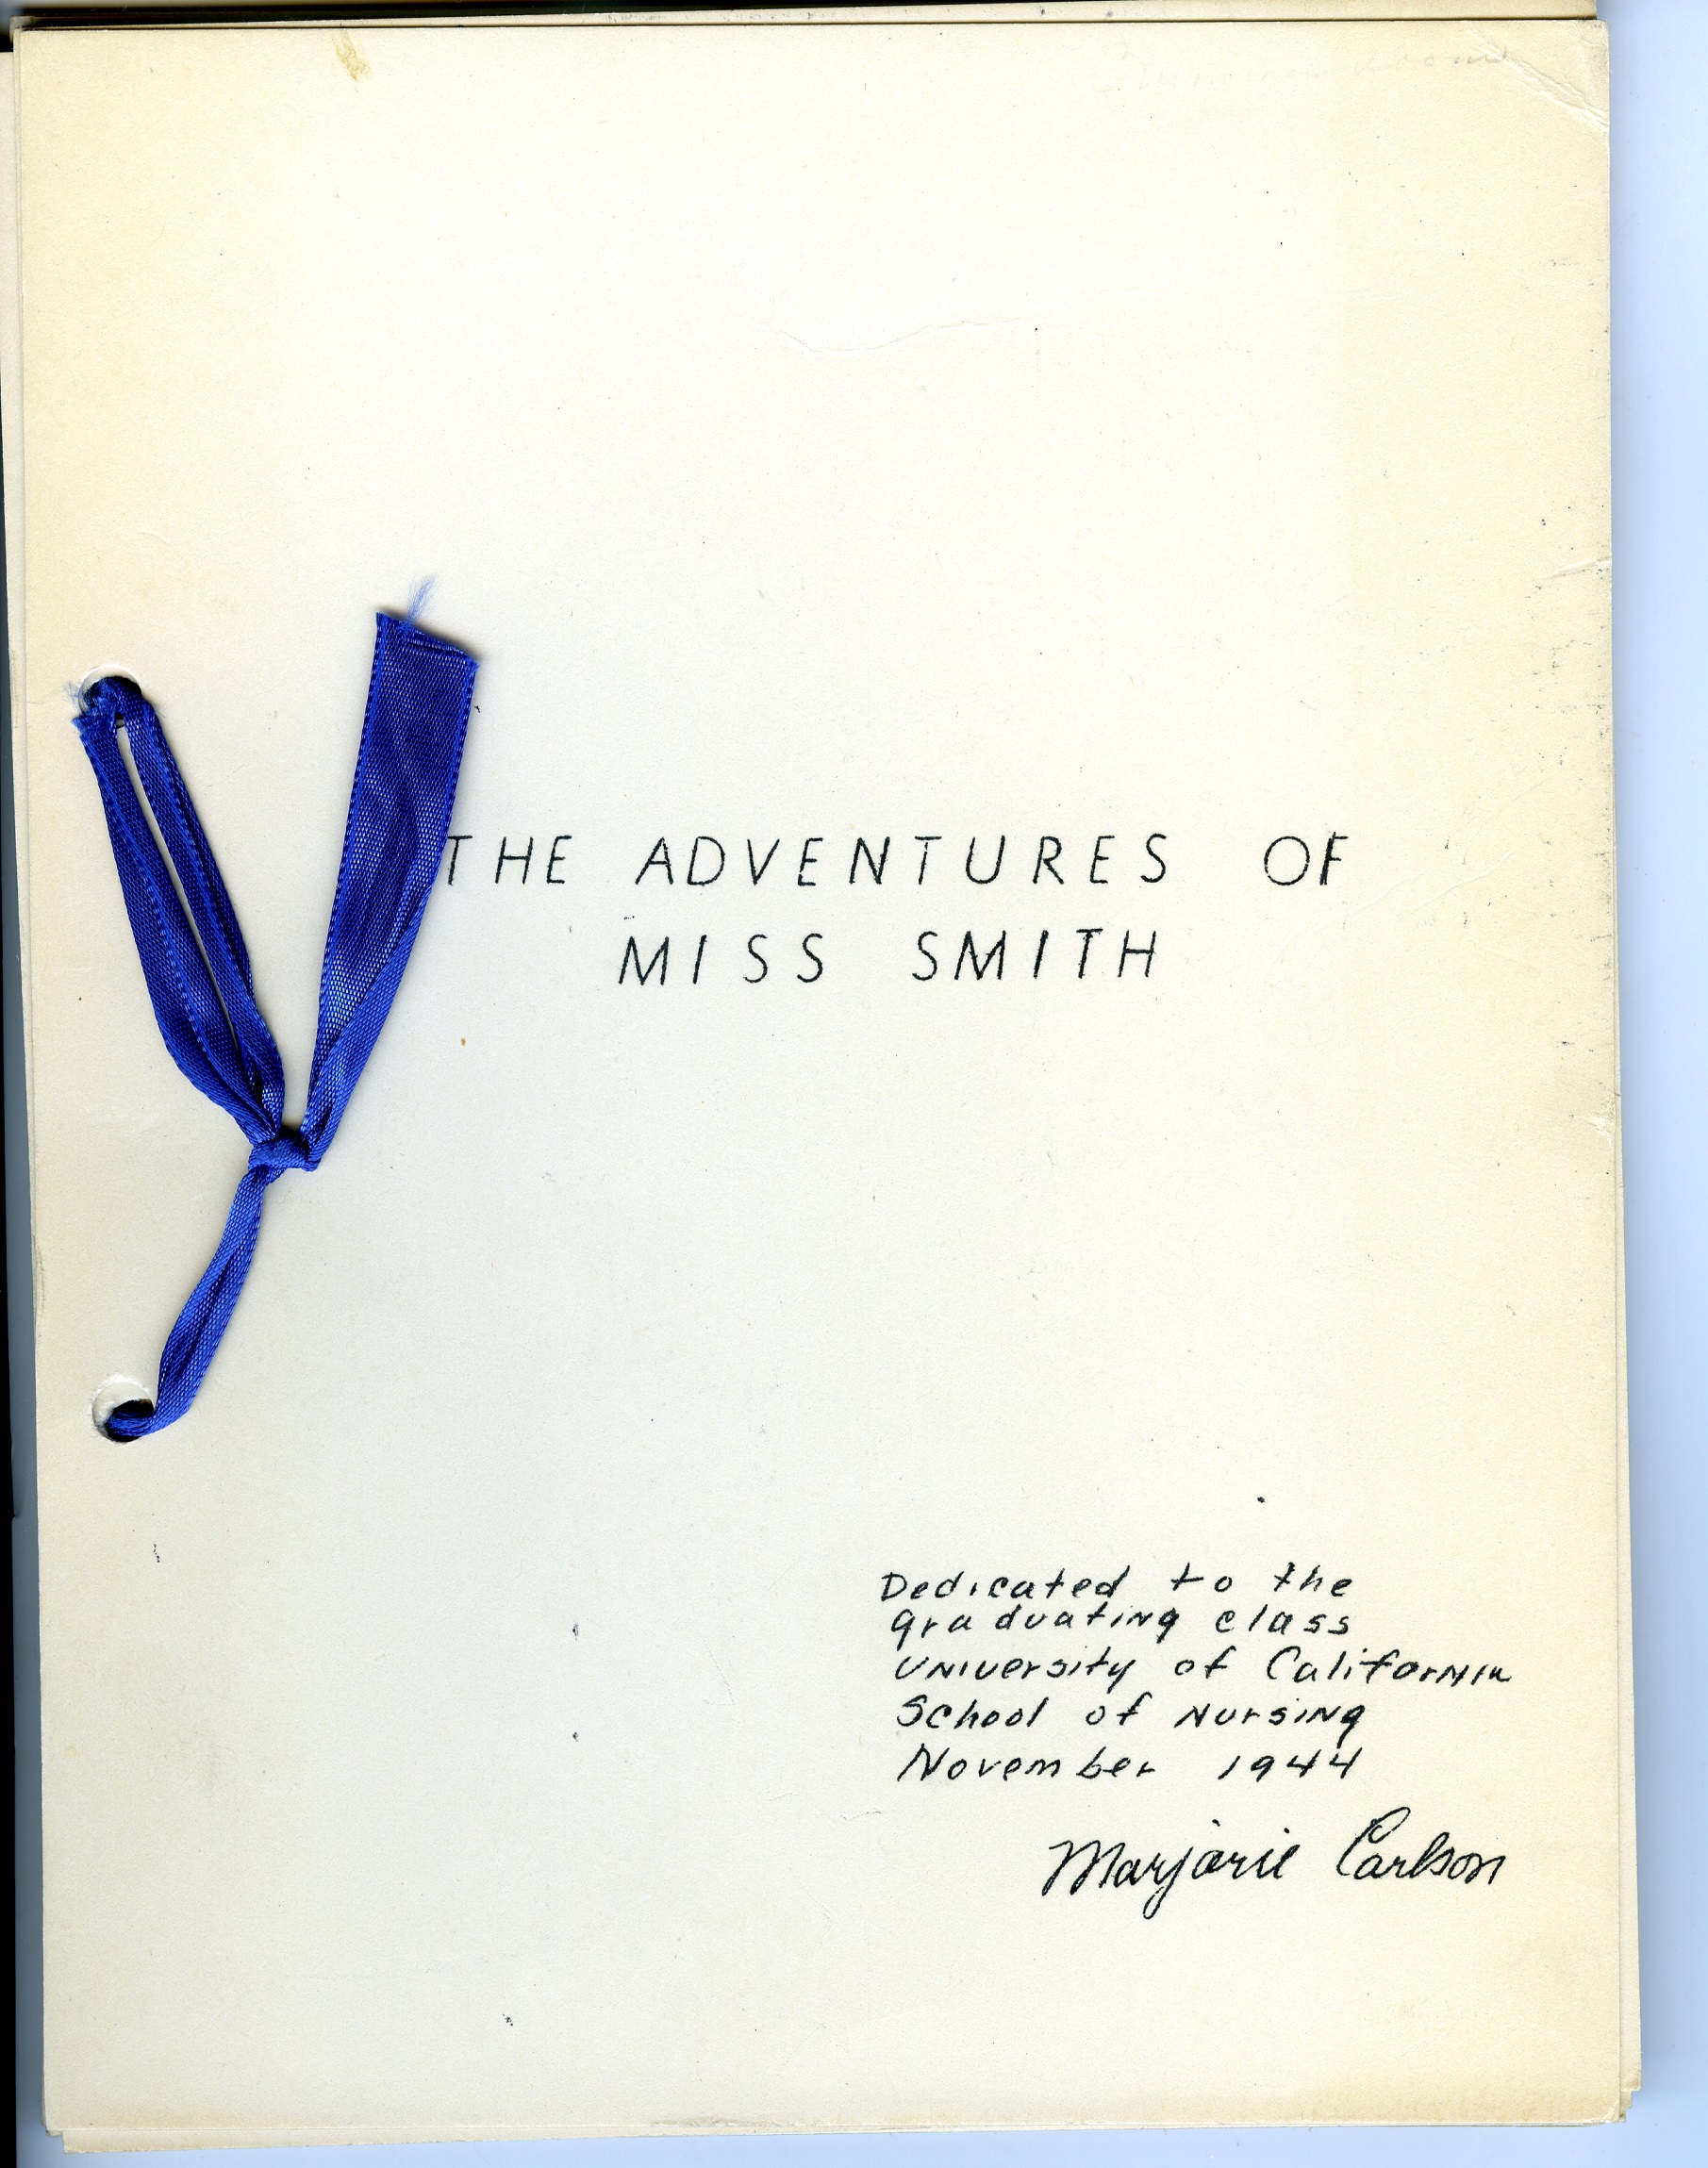 THE ADVENTURES OF
MISS SMITH
Dedicated to the
graduating class
University of California
School of Nursing
November 1944
Marjorie Carlson